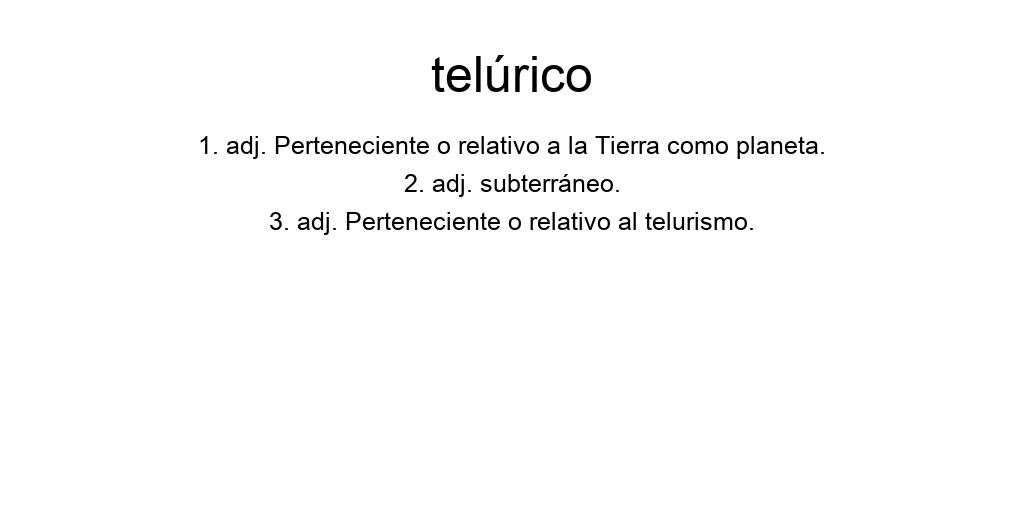 telúrico
1. adj. Perteneciente o relativo a la Tierra como planeta.
2. adj. subterráneo.
3. adj. Perteneciente o relativo al telurismo.